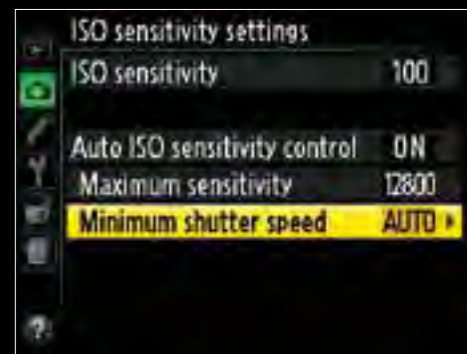 ISO sensitivity settings
ISO sensitivity 100
Auto ISO sensitivity control ON
Maximum sensitivity 12800
Minimum shutter speed AUTO
?